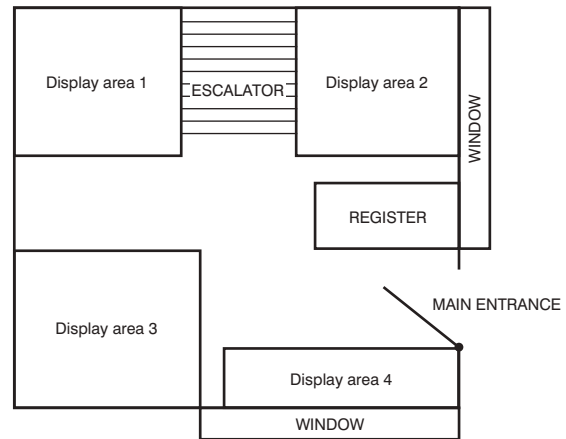 Display area 1
ESCALATOR
Display area 2
WINDOW
REGISTER
MAIN ENTRANCE
Display area 3
Display area 4
WINDOW